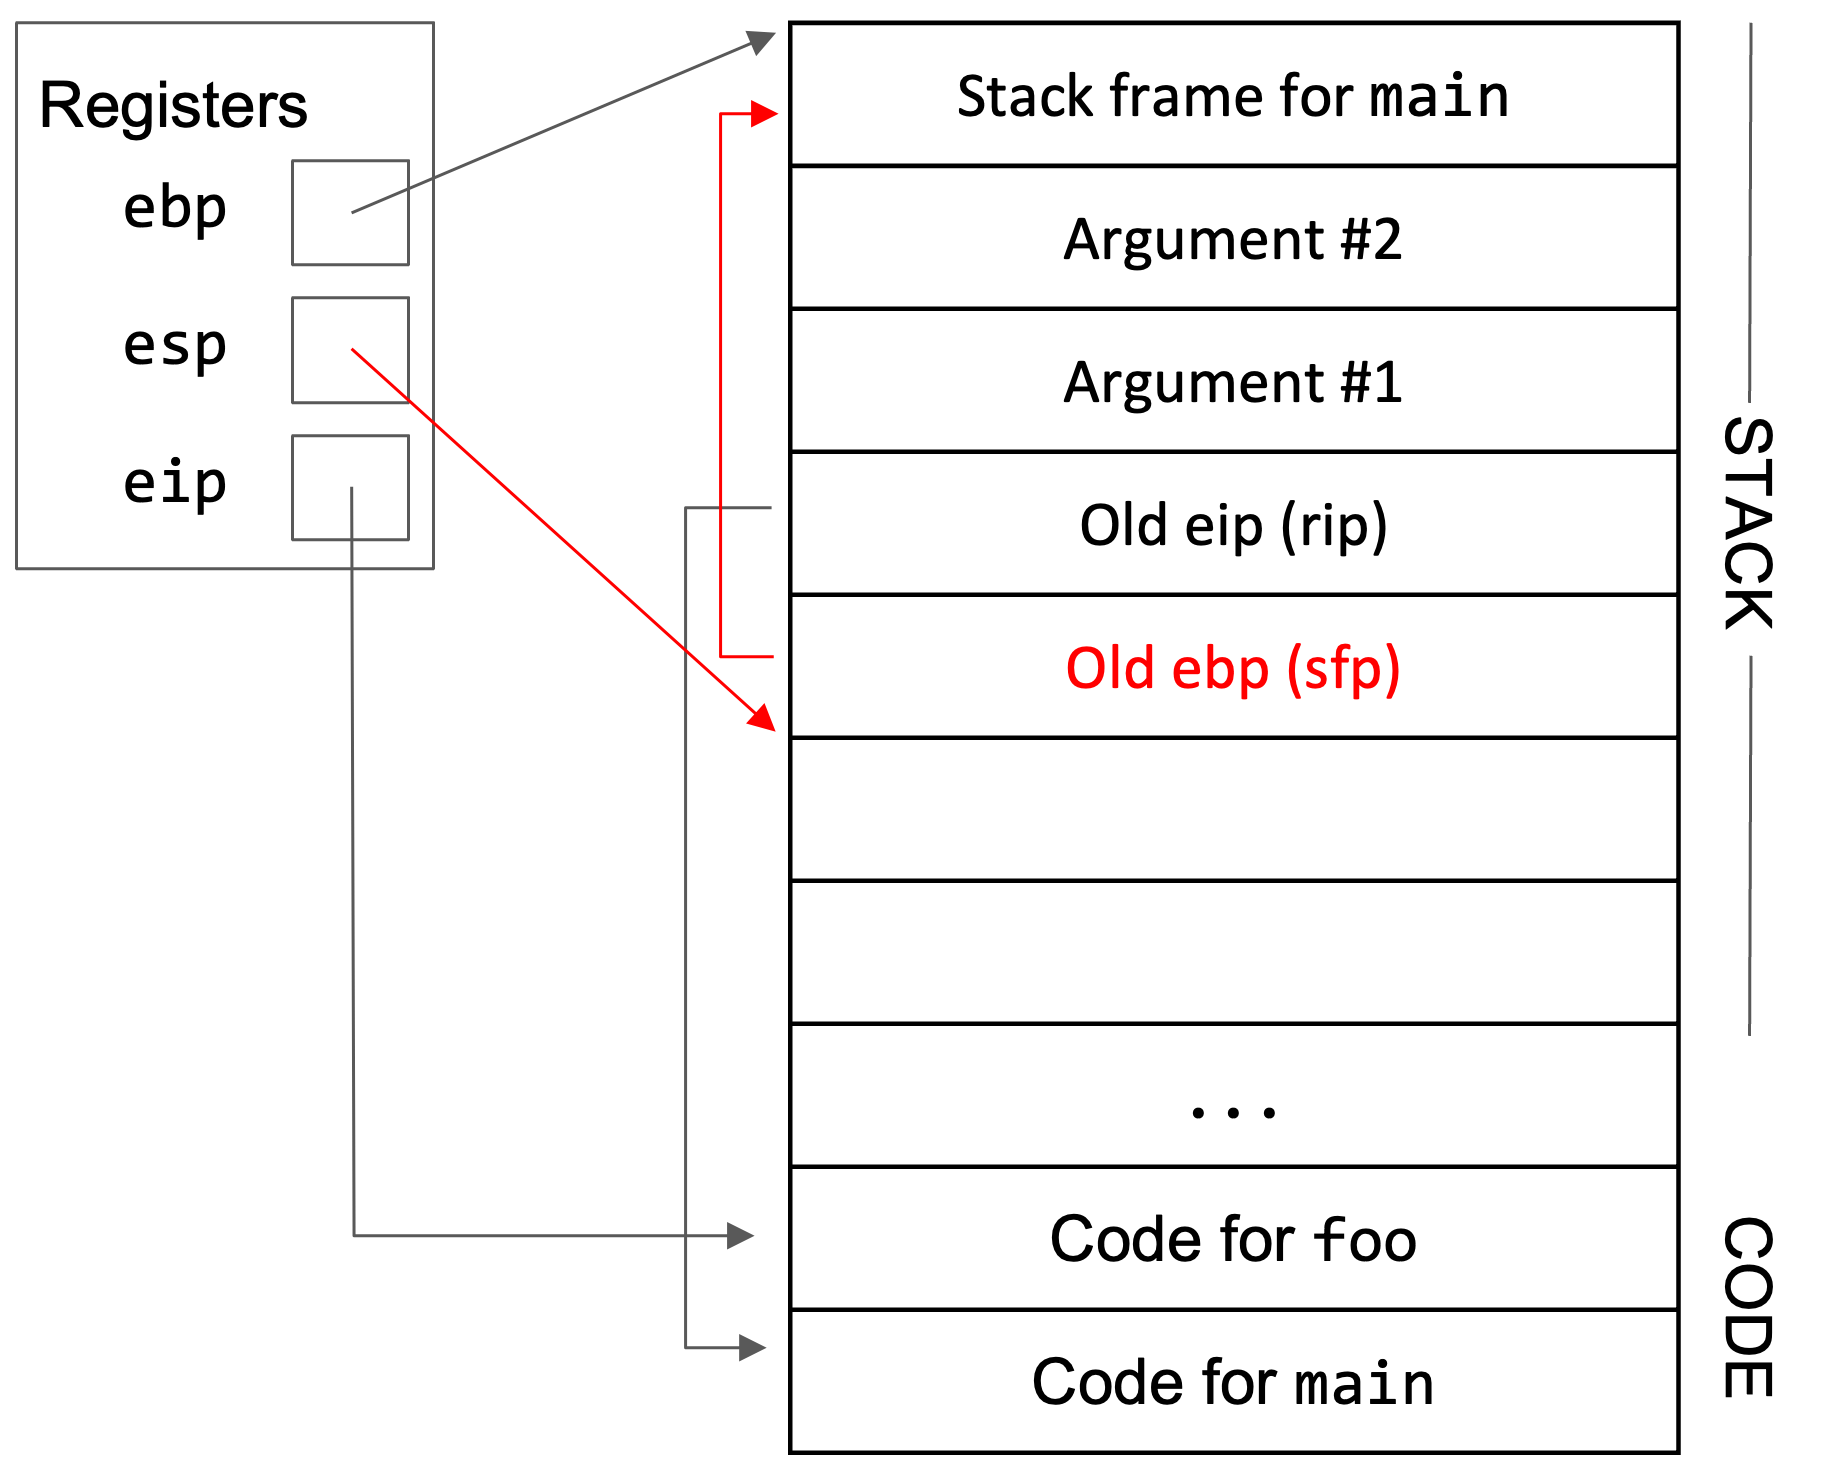 Registers
ebp
esp
eip
Stack frame for main
Argument #2
Argument #1
Old eip (rip)
Old ebp (sfp)
...
Code for foo
Code for main
STACK
CODE